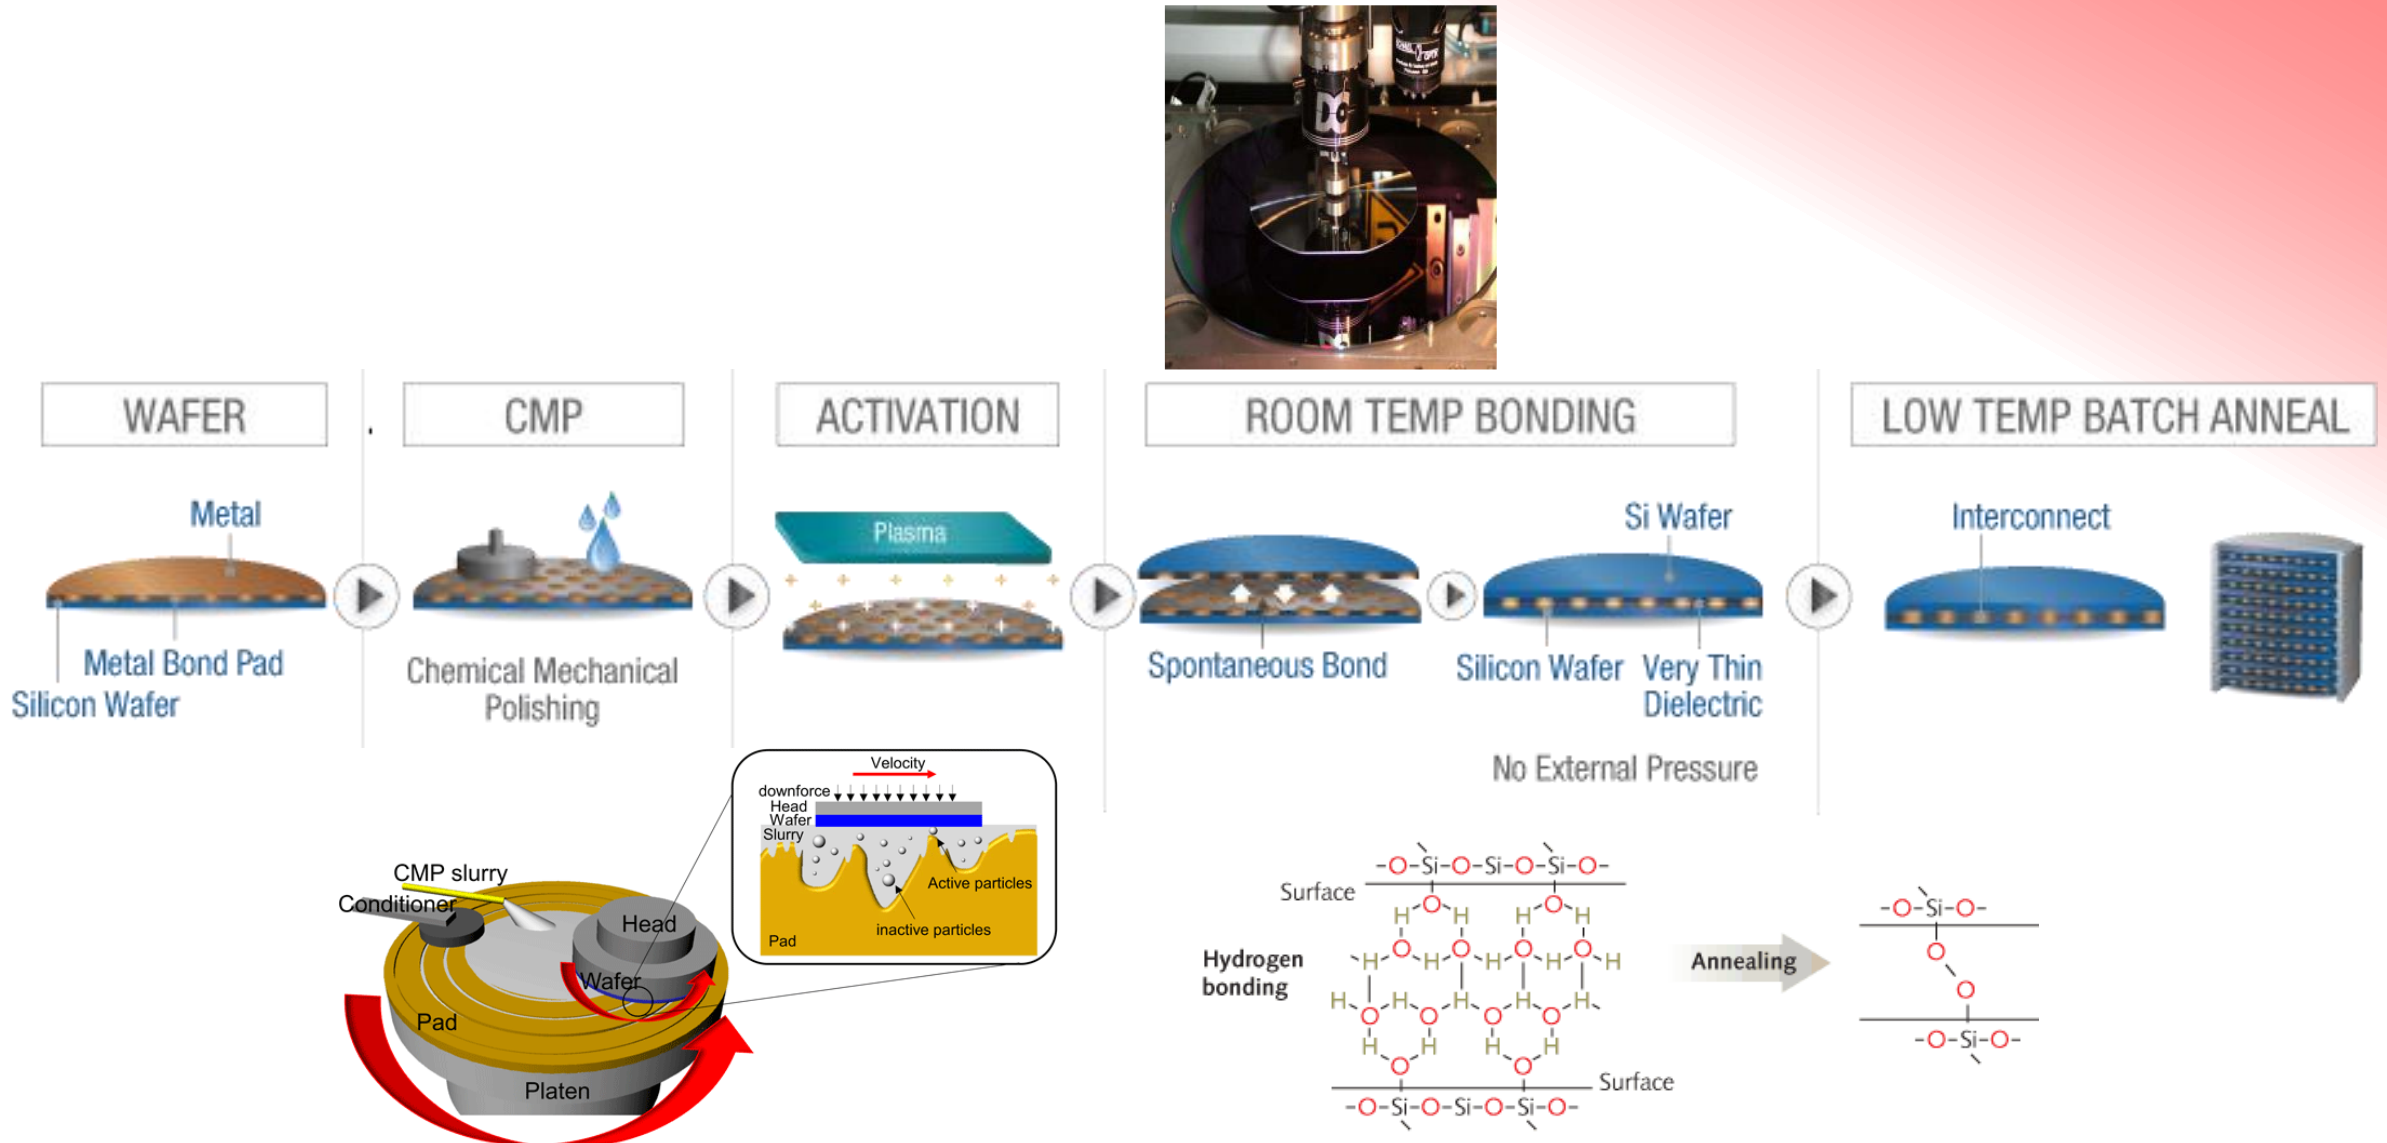 WAFER
CMP
ACTIVATION
ROOM TEMP BONDING
LOW TEMP BATCH ANNEAL
Metal
Metal Bond Pad
Silicon Wafer
Chemical Mechanical
Polishing
Plasma
Spontaneous Bond
Si Wafer
Silicon Wafer
Very Thin
Dielectric
No External Pressure
Interconnect
CMP slurry
Conditioner
Head
Wafer
Pad
Platen
Velocity
downforce
Head
Wafer
Slurry
Active particles
inactive particles
Pad
-O-Si-O-Si-O-Si-O-
Surface
O O
H H H H
Hydrogen
bonding
O O O O
H H H H H
H H H H H
O O O O
H H H H
O O
Surface
-O-Si-O-Si-O-Si-O-
Annealing
-O-Si-O-
O
O
-O-Si-O-